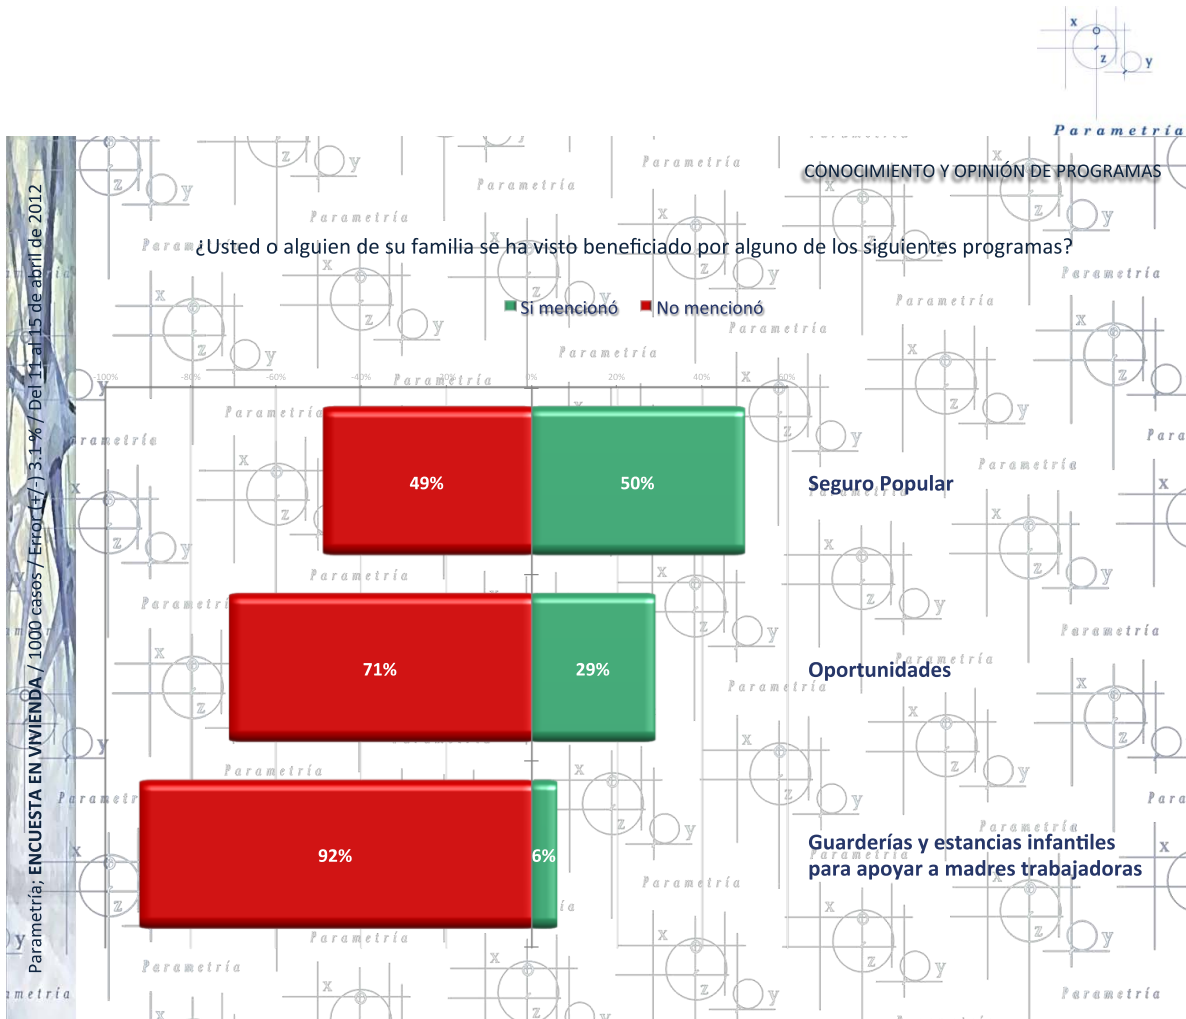 x
z
y
Parametría
CONOCIMIENTO Y OPINIÓN DE PROGRAMAS
¿Usted o alguien de su familia se ha visto beneficiado por alguno de los siguientes programas?
Si mencionó
No mencionó
-100%
-80%
-60%
-40%
-20%
0%
20%
40%
60%
49%
50%
Seguro Popular
71%
29%
Oportunidades
92%
6%
Guarderías y estancias infantiles
para apoyar a madres trabajadoras
Parametría; ENCUESTA EN VIVIENDA / 1000 casos / Error (+/-) 3.1 % / Del 11 al 15 de abril de 2012